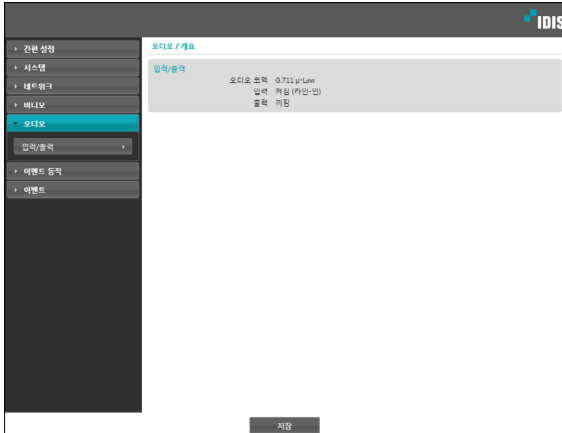 IDIS
간편 설정
시스템
네트워크
비디오
오디오
입력/출력
이벤트 동작
이벤트
오디오 / 개요
입력/출력
오디오 코덱 G.711 μ-Law
입력 켜짐 (라인-인)
출력 꺼짐
저장